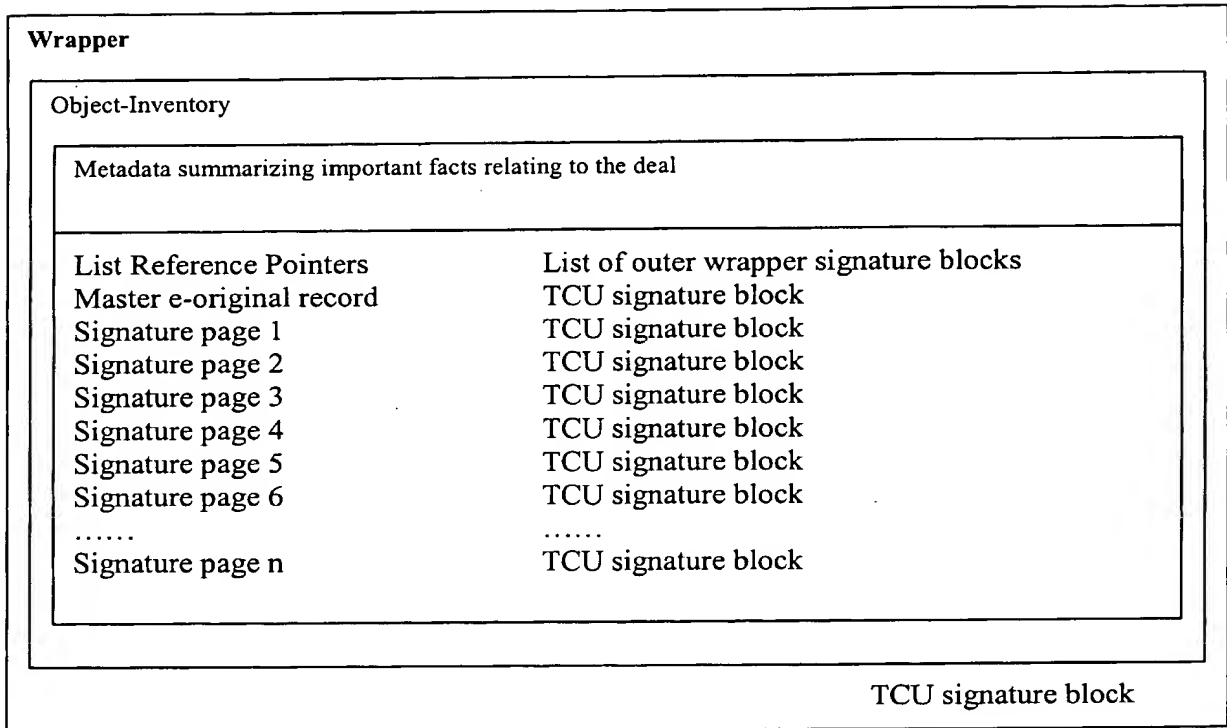 Wrapper
Object-Inventory
Metadata summarizing important facts relating to the deal
List Reference Pointers List of outer wrapper signature blocks
Master e-original record TCU signature block
Signature page 1 TCU signature block
Signature page 2 TCU signature block
Signature page 3 TCU signature block
Signature page 4 TCU signature block
Signature page 5 TCU signature block
Signature page 6 TCU signature block
...... ......
Signature page n TCU signature block
TCU signature block